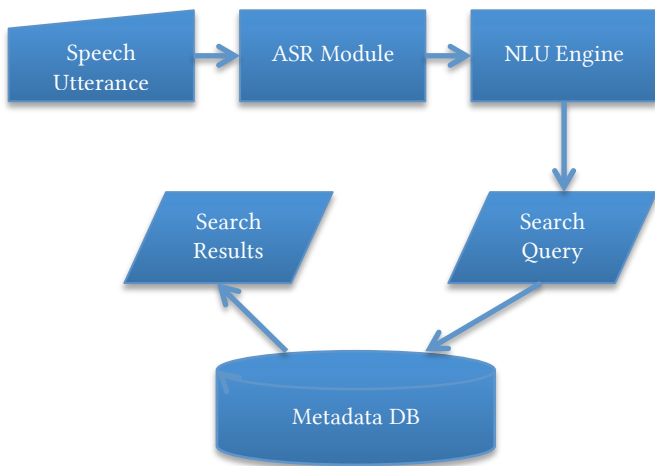 Speech
Utterance
ASR Module
NLU Engine
Search
Results
Search
Query
Metadata DB